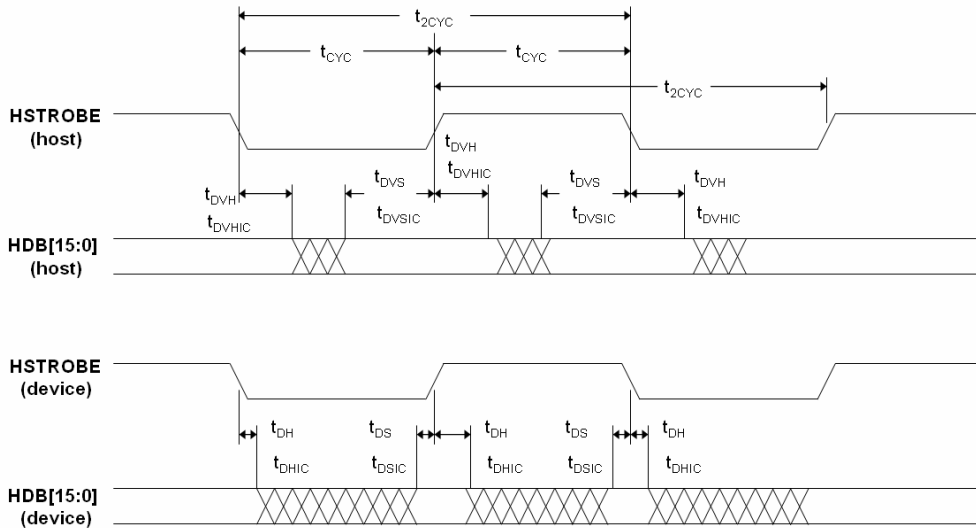 t2CYC
tCYC tCYC
t2CYC
HSTROBE
(host)
tDVH
tDVS tDVHIC tDVS
tDVH tDVH
tDVSIC tDVSIC
tDVHIC tDVHIC
HDB[15:0]
(host)
HSTROBE
(device)
tDH tDS tDH tDS tDH
tDHIC tDSIC tDHIC tDSIC tDHIC
HDB[15:0]
(device)